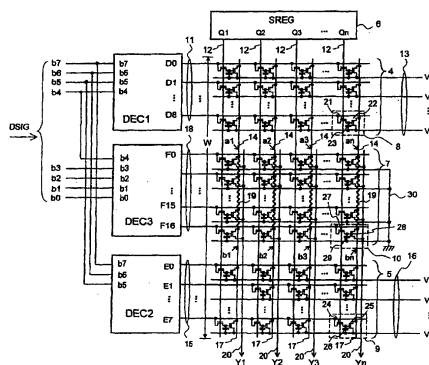 SREG
Q1 Q2 Q3 ... Qn
6
12 12 12 12
11
4
13
b7
b6
b5
b4
b7
b6
b5
b4
D0
D1
D8
DEC1
DSIG
W
21
22
23
8
V
V
V
18
a1 14 a2 14 a3 14 an 14
7
b3
b2
b1
b0
b4
b3
b2
b1
b0
F0
F15
F16
DEC3
19
19
27
30
28
29
10
b1 b2 b3 bn
b7
b6
b5
E0
E1
E7
DEC2
5
16
24
25
26
9
V
V
V
15
17 17 17 17
20 20 20 20
Y1 Y2 Y3 Yn